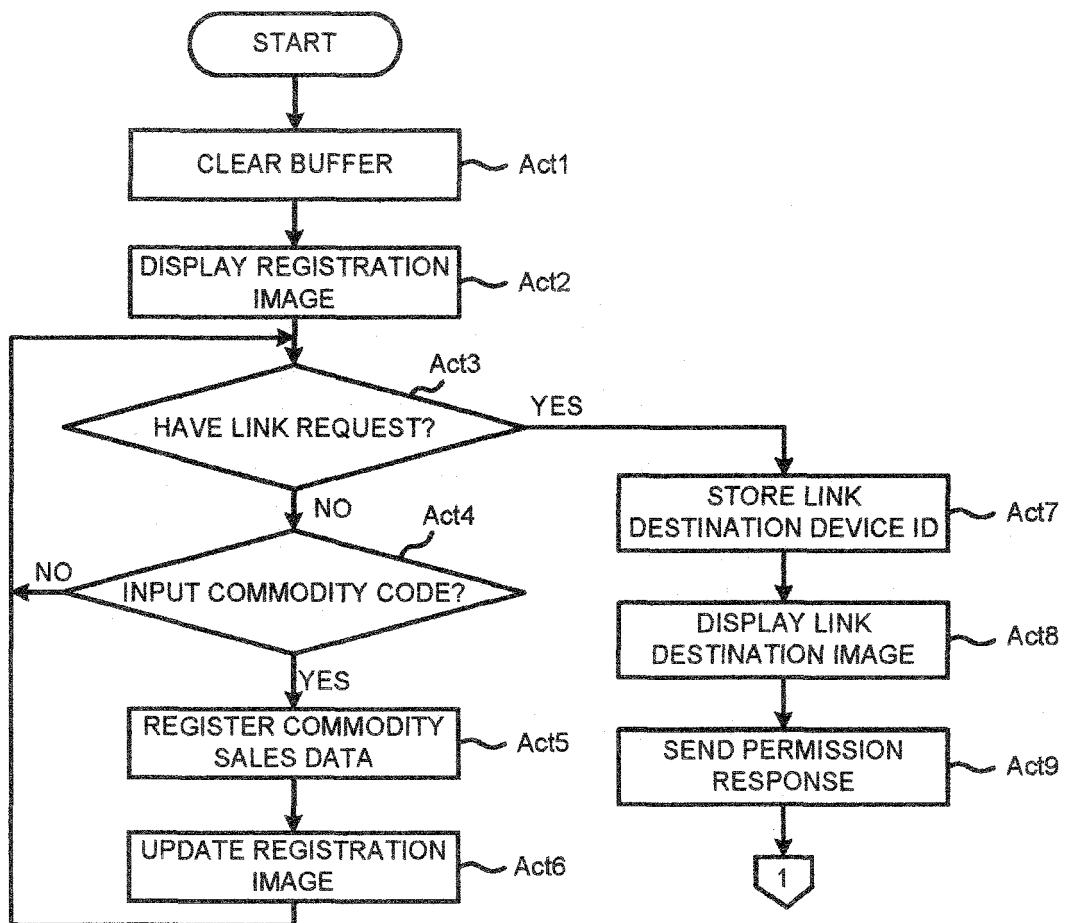 START
CLEAR BUFFER
Act1
DISPLAY REGISTRATION
IMAGE
Act2
Act3
HAVE LINK REQUEST?
YES
NO
Act4
INPUT COMMODITY CODE?
NO
YES
REGISTER COMMODITY
SALES DATA
Act5
UPDATE REGISTRATION
IMAGE
Act6
STORE LINK
DESTINATION DEVICE ID
Act7
DISPLAY LINK
DESTINATION IMAGE
Act8
SEND PERMISSION
RESPONSE
Act9
1